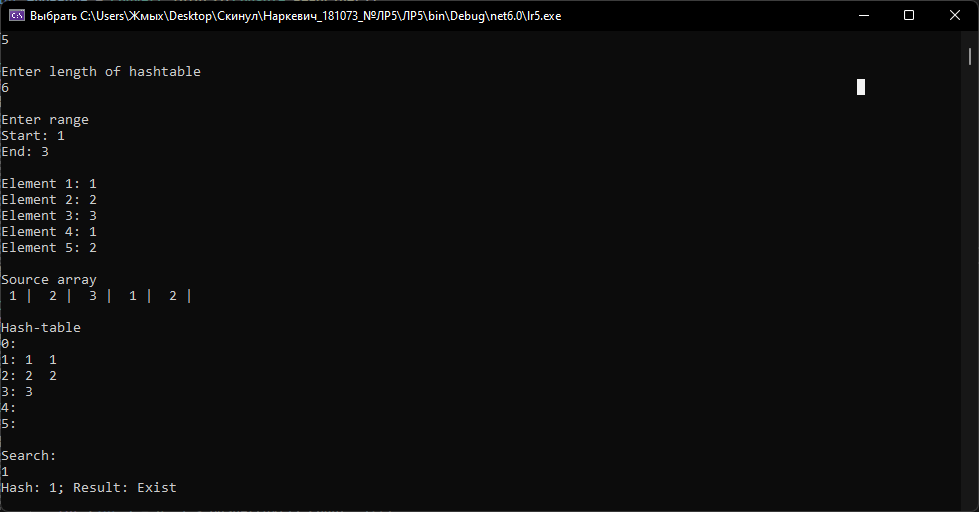 Выбрать C:\Users\Жмых\Desktop\Скинул\Наркевич_181073_№ЛР5\ЛР5\bin\Debug\net6.0\lr5.exe
5
Enter length of hashtable
6
Enter range
Start: 1
End: 3
Element 1: 1
Element 2: 2
Element 3: 3
Element 4: 1
Element 5: 2
Source array
1 |  2 |  3 |  1 |  2 |
Hash-table
0:
1: 1  1
2: 2  2
3: 3
4:
5:
Search:
1
Hash: 1; Result: Exist